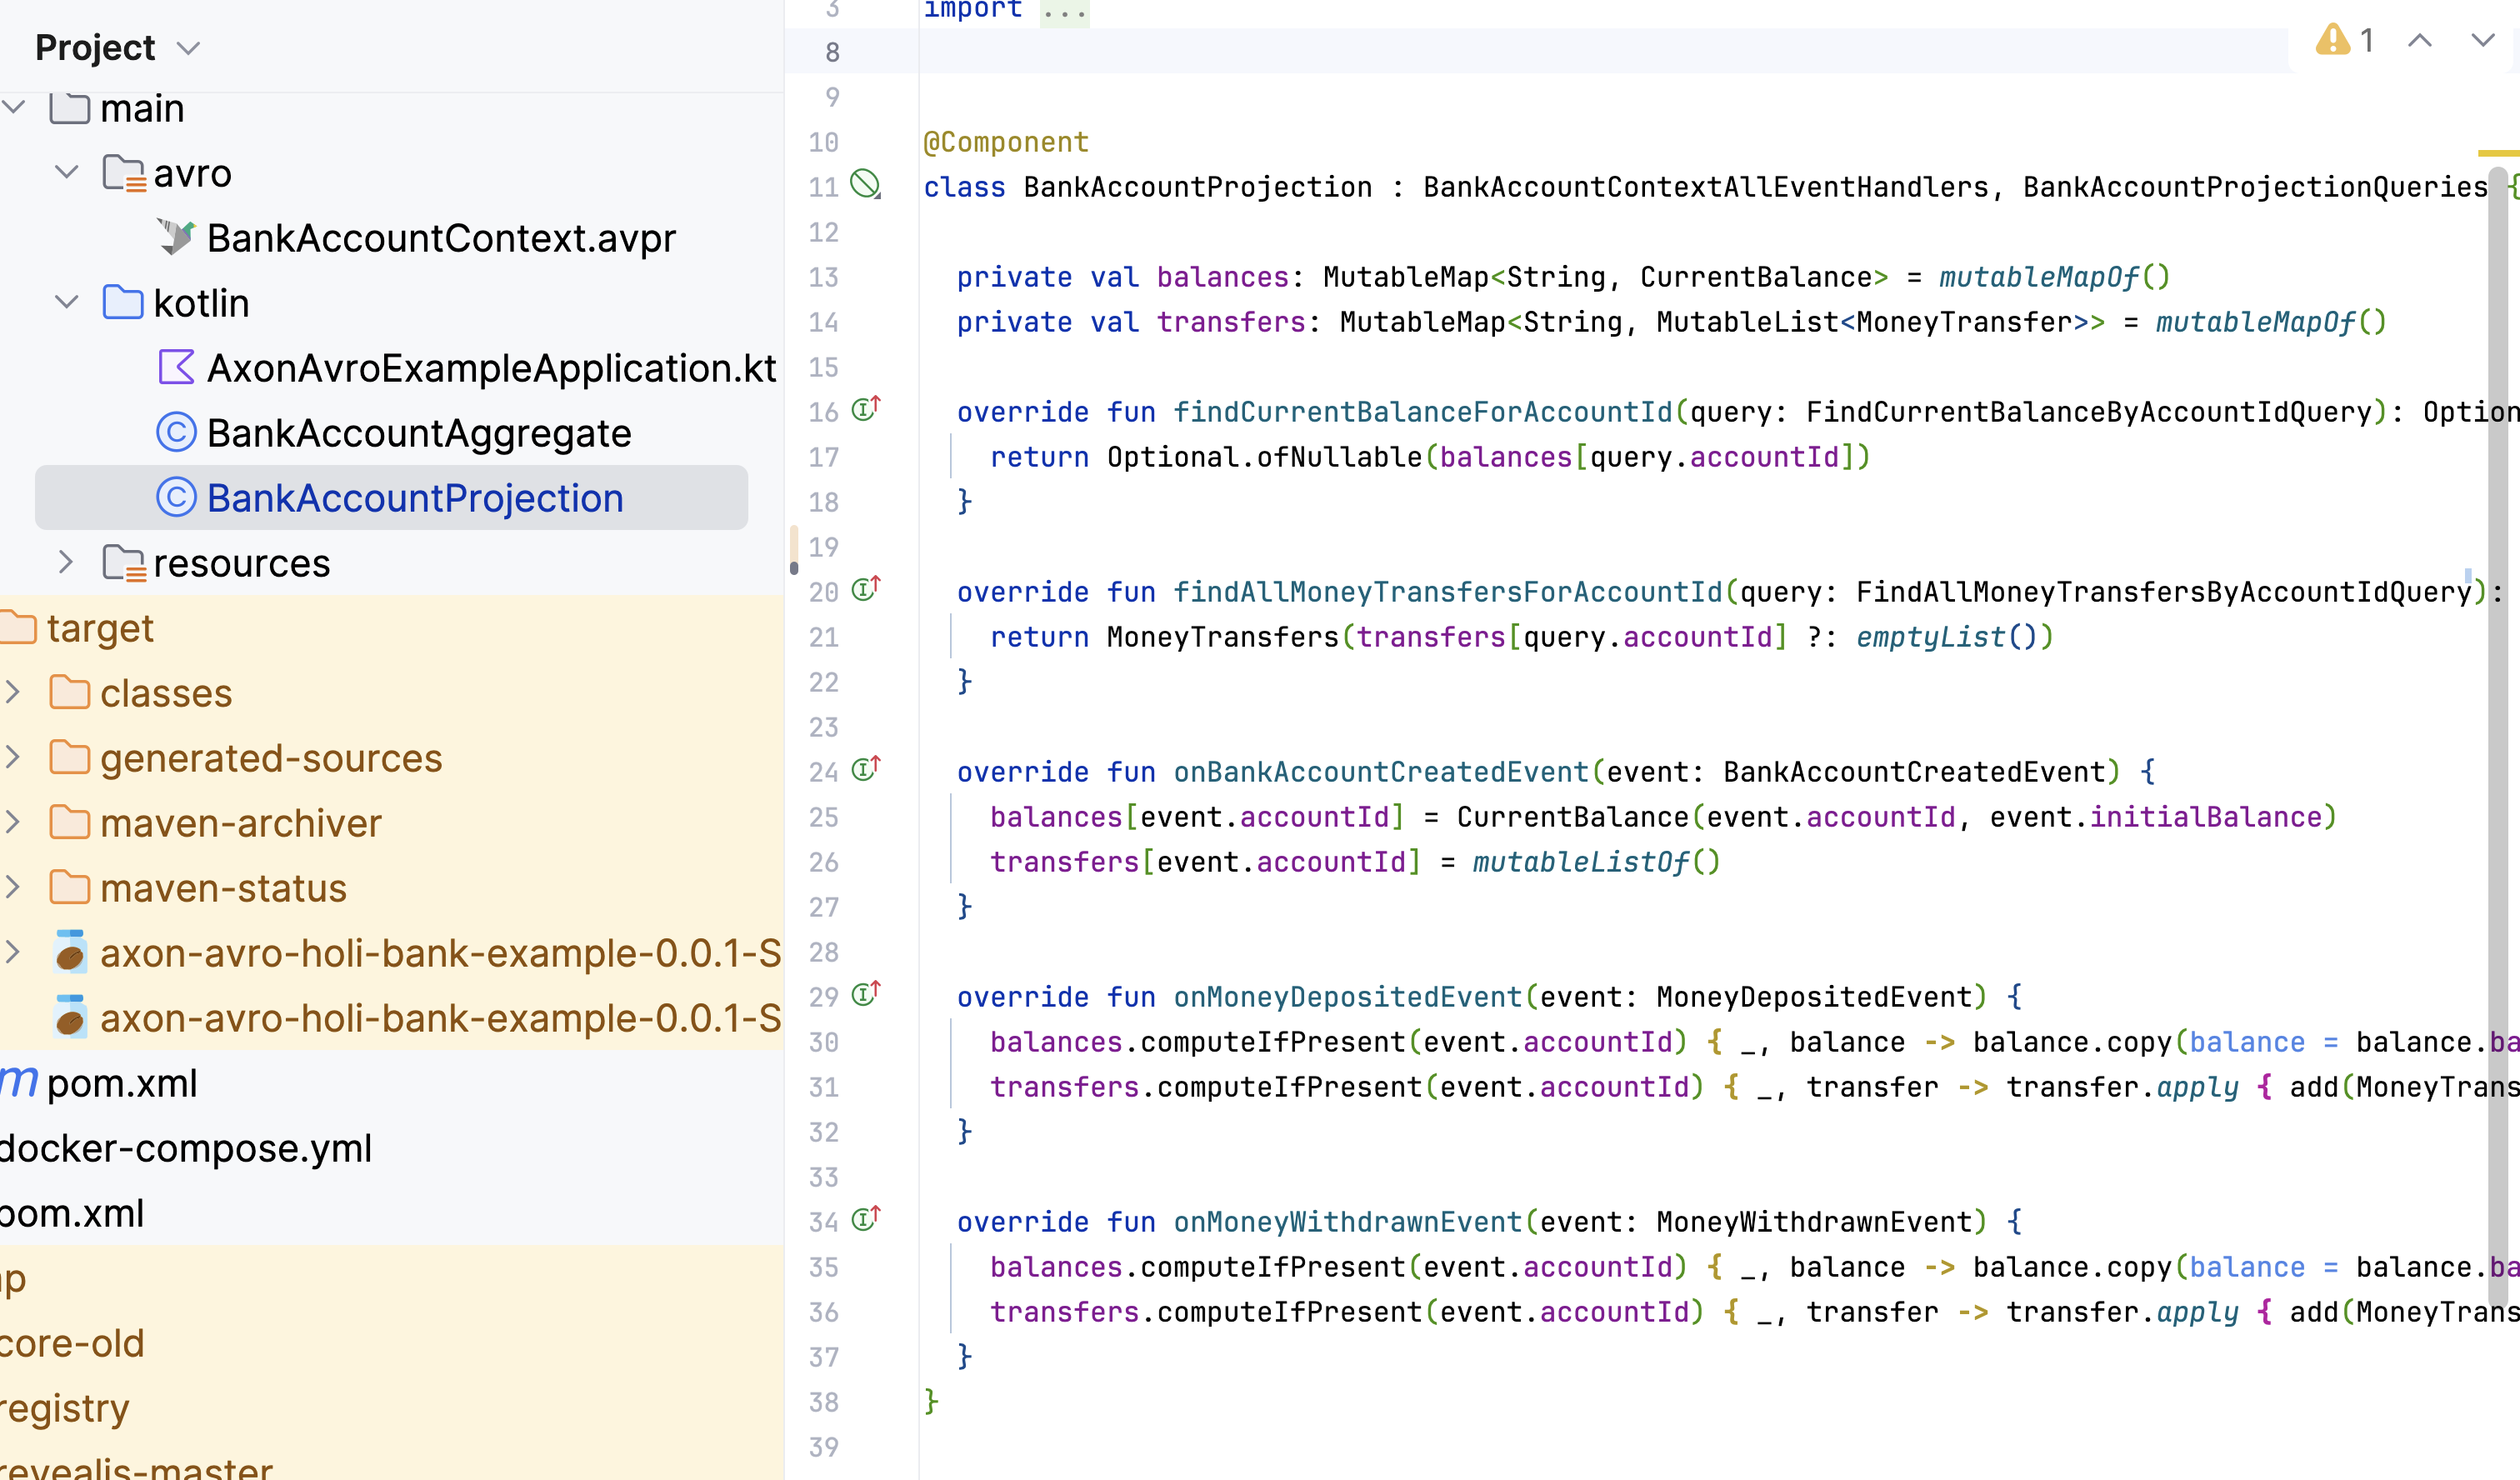 Project
main
avro
BankAccountContext.avpr
kotlin
AxonAvroExampleApplication.kt
BankAccountAggregate
BankAccountProjection
resources
target
classes
generated-sources
maven-archiver
maven-status
axon-avro-holi-bank-example-0.0.1-S
axon-avro-holi-bank-example-0.0.1-S
pom.xml
docker-compose.yml
pom.xml
core-old
registry
revealjs-master
1
3 import ...
8
9
10 @Component
11 class BankAccountProjection : BankAccountContextAllEventHandlers, BankAccountProjectionQueries {
12
13 private val balances: MutableMap<String, CurrentBalance> = mutableMapOf()
14 private val transfers: MutableMap<String, MutableList<MoneyTransfer>> = mutableMapOf()
15
16 override fun findCurrentBalanceForAccountId(query: FindCurrentBalanceByAccountIdQuery): Option
17 return Optional.ofNullable(balances[query.accountId])
18 }
19
20 override fun findAllMoneyTransfersForAccountId(query: FindAllMoneyTransfersByAccountIdQuery):
21 return MoneyTransfers(transfers[query.accountId] ?: emptyList())
22 }
23
24 override fun onBankAccountCreatedEvent(event: BankAccountCreatedEvent) {
25 balances[event.accountId] = CurrentBalance(event.accountId, event.initialBalance)
26 transfers[event.accountId] = mutableListOf()
27 }
28
29 override fun onMoneyDepositedEvent(event: MoneyDepositedEvent) {
30 balances.computeIfPresent(event.accountId) { _, balance -> balance.copy(balance = balance.ba
31 transfers.computeIfPresent(event.accountId) { _, transfer -> transfer.apply { add(MoneyTrans
32 }
33
34 override fun onMoneyWithdrawnEvent(event: MoneyWithdrawnEvent) {
35 balances.computeIfPresent(event.accountId) { _, balance -> balance.copy(balance = balance.ba
36 transfers.computeIfPresent(event.accountId) { _, transfer -> transfer.apply { add(MoneyTrans
37 }
38 }
39